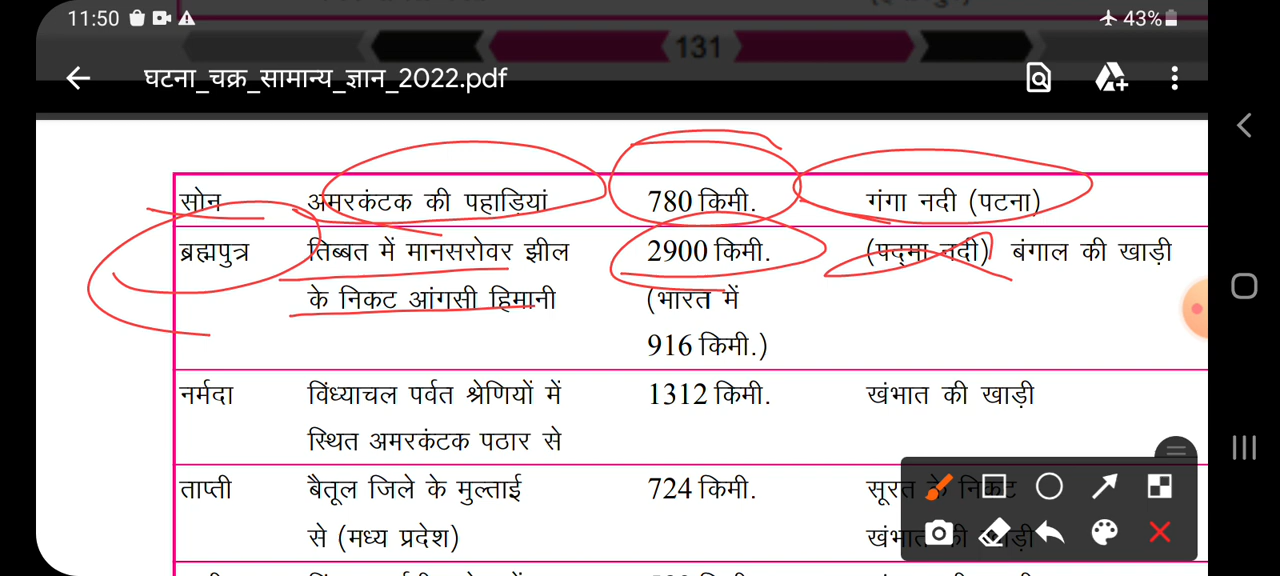 11:50 43%
131
घटना_चक्र_सामान्य_ज्ञान_2022.pdf
सोन अमरकंटक की पहाड़ियां 780 किमी. गंगा नदी (पटना)
ब्रह्मपुत्र तिब्बत में मानसरोवर झील 2900 किमी. (पद्मा नदी) बंगाल की खाड़ी
के निकट आंगसी हिमानी (भारत में
916 किमी.)
नर्मदा विंध्याचल पर्वत श्रेणियों में 1312 किमी. खंभात की खाड़ी
स्थित अमरकंटक पठार से
ताप्ती बैतूल जिले के मुल्ताई 724 किमी. सूरत के निकट
से (मध्य प्रदेश) खंभात की खाड़ी